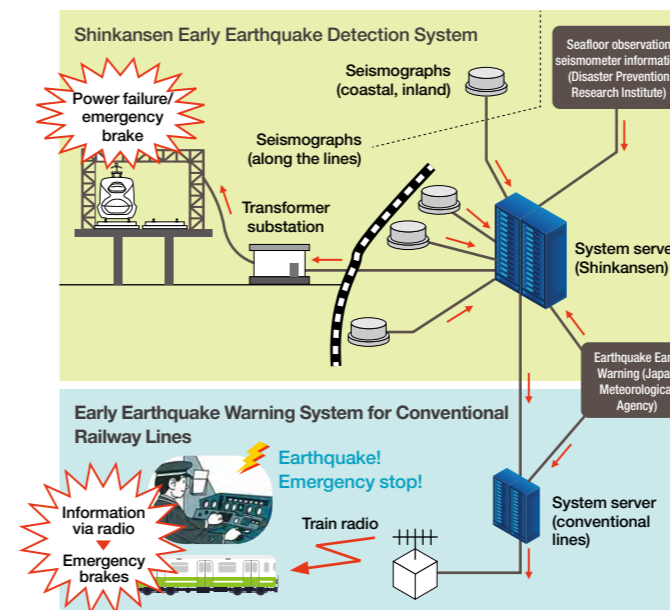 Shinkansen Early Earthquake Detection System
Power failure/
emergency
brake
Seismographs
(coastal, inland)
Seafloor observation
seismometer informati
(Disaster Prevention
Research Institute)
Seismographs
(along the lines)
Transformer
substation
System serve
(Shinkansen)
Earthquake Ear
Warning (Japa
Meteorologica
Agency)
Early Earthquake Warning System for Conventional
Railway Lines
Earthquake!
Emergency stop!
Information
via radio
Emergency
brakes
Train radio
System server
(conventional
lines)